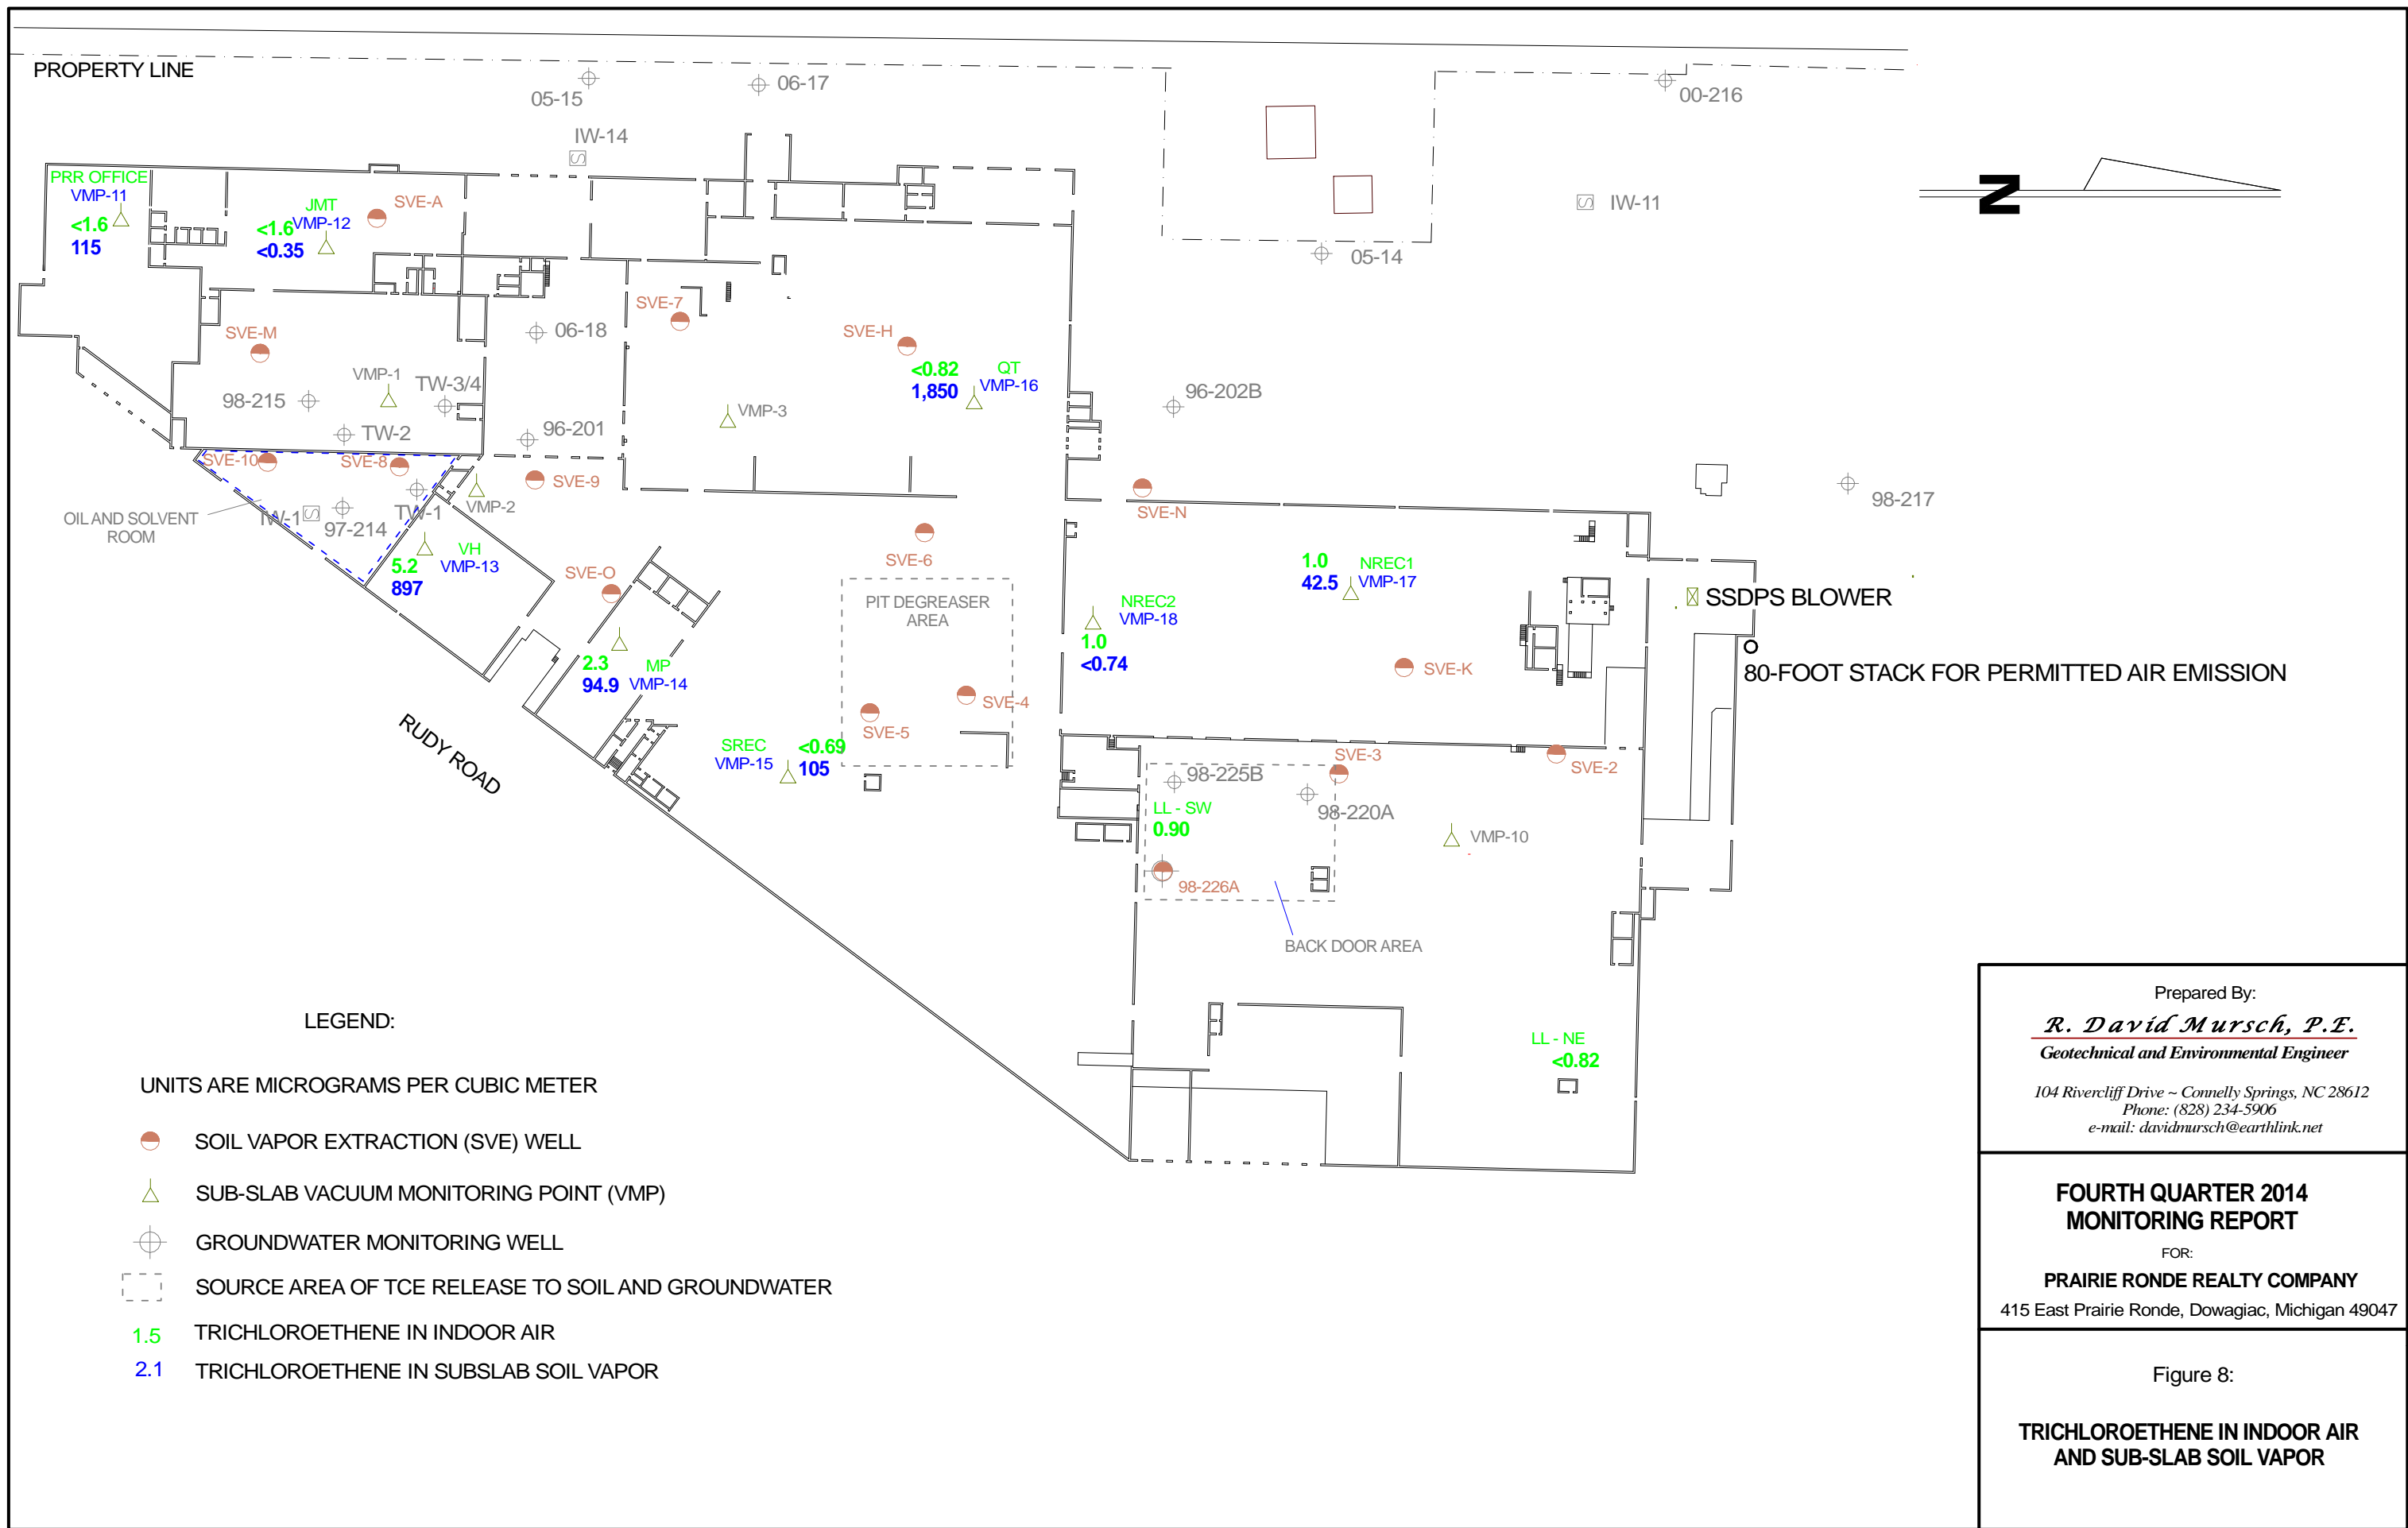 PROPERTY LINE
05-15
06-17
00-216
IW-14
IW-11
05-14
PRR OFFICE
VMP-11
<1.6
115
JMT
VMP-12
<1.6
<0.35
SVE-A
SVE-7
SVE-H
SVE-M
06-18
VMP-1
TW-3/4
98-215
TW-2
96-201
VMP-3
<0.82
1,850
QT
VMP-16
96-202B
SVE-10
SVE-8
SVE-9
VMP-2
OIL AND SOLVENT
ROOM
IW-1
97-214
TW-1
VH
VMP-13
5.2
897
SVE-N
98-217
SVE-O
SVE-6
PIT DEGREASER
AREA
1.0
42.5
NREC1
VMP-17
NREC2
VMP-18
1.0
<0.74
SSDPS BLOWER
80-FOOT STACK FOR PERMITTED AIR EMISSION
2.3
94.9
MP
VMP-14
SVE-K
SVE-4
SVE-5
RUDY ROAD
SREC
VMP-15
<0.69
105
SVE-3
SVE-2
98-225B
98-220A
LL - SW
0.90
VMP-10
98-226A
BACK DOOR AREA
LL - NE
<0.82
N
LEGEND:
UNITS ARE MICROGRAMS PER CUBIC METER
SOIL VAPOR EXTRACTION (SVE) WELL
SUB-SLAB VACUUM MONITORING POINT (VMP)
GROUNDWATER MONITORING WELL
SOURCE AREA OF TCE RELEASE TO SOIL AND GROUNDWATER
1.5 TRICHLOROETHENE IN INDOOR AIR
2.1 TRICHLOROETHENE IN SUBSLAB SOIL VAPOR
Prepared By:
R. David Mursch, P.E.
Geotechnical and Environmental Engineer
104 Rivercliff Drive ~ Connelly Springs, NC 28612
Phone: (828) 234-5906
e-mail: davidmursch@earthlink.net
FOURTH QUARTER 2014
MONITORING REPORT
FOR:
PRAIRIE RONDE REALTY COMPANY
415 East Prairie Ronde, Dowagiac, Michigan 49047
Figure 8:
TRICHLOROETHENE IN INDOOR AIR
AND SUB-SLAB SOIL VAPOR